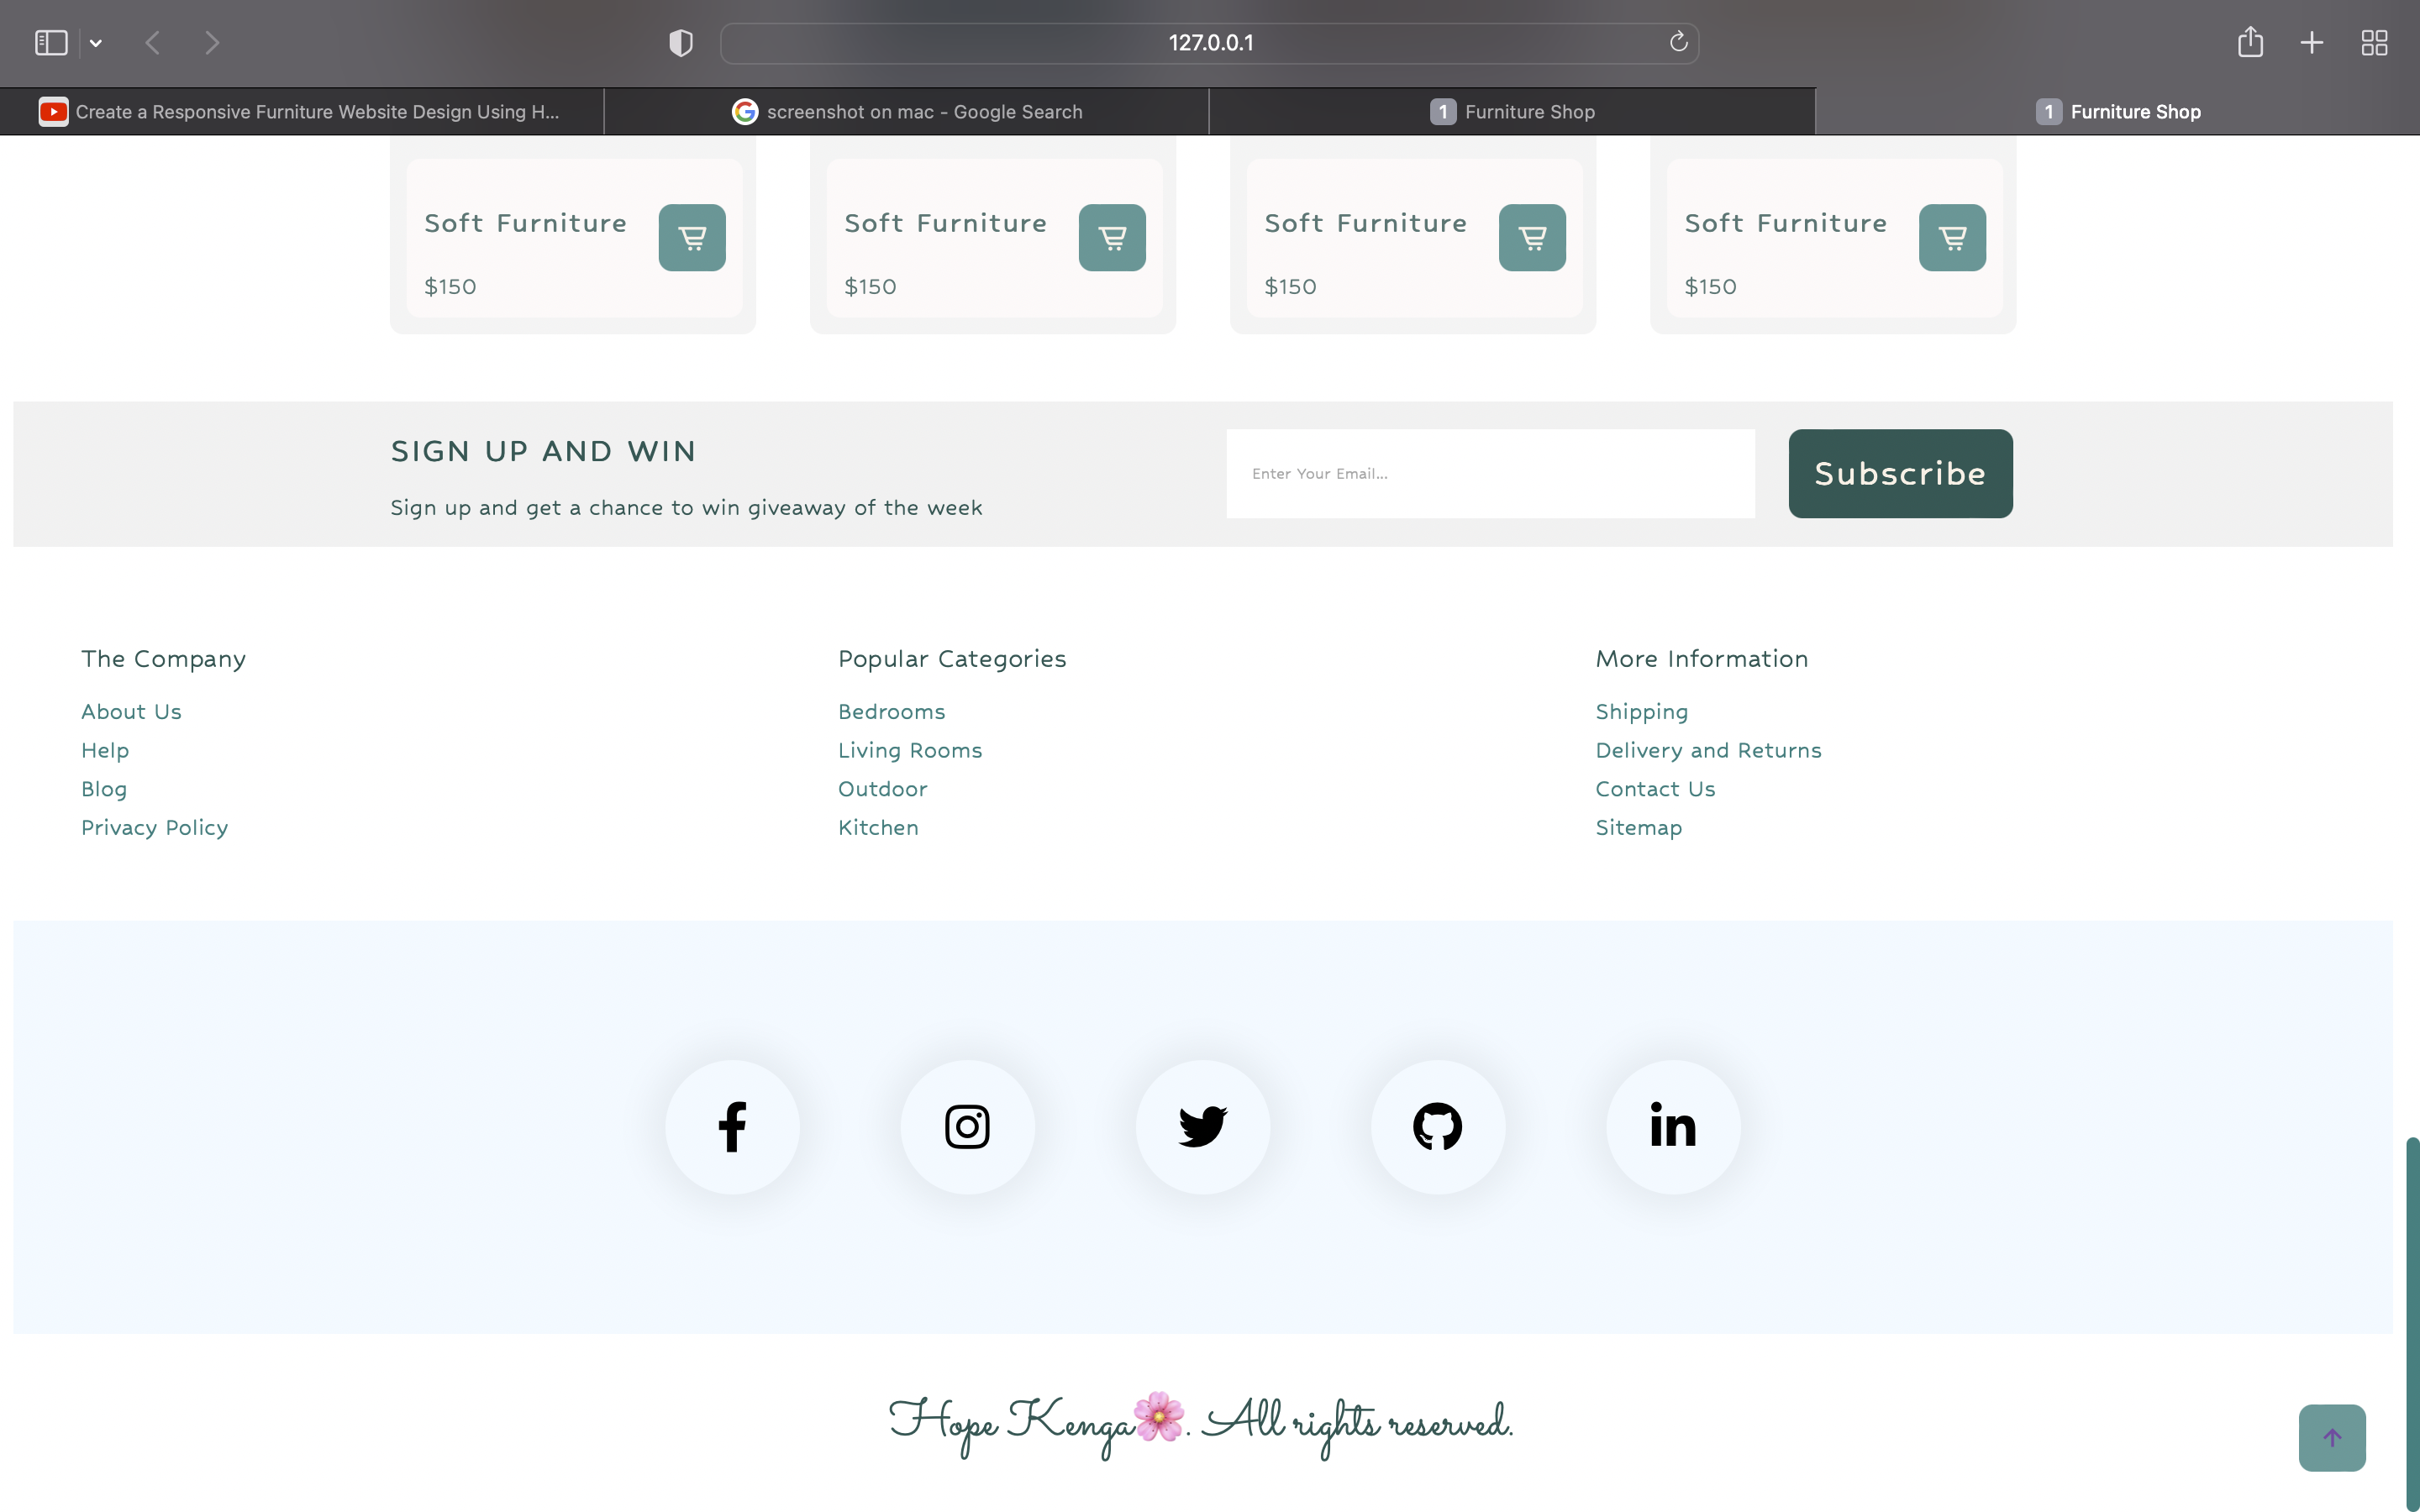 127.0.0.1
Create a Responsive Furniture Website Design Using H...
screenshot on mac - Google Search
1 Furniture Shop
1 Furniture Shop
Soft Furniture
$150
Soft Furniture
$150
Soft Furniture
$150
Soft Furniture
$150
SIGN UP AND WIN
Sign up and get a chance to win giveaway of the week
Enter Your Email...
Subscribe
The Company
About Us
Help
Blog
Privacy Policy
Popular Categories
Bedrooms
Living Rooms
Outdoor
Kitchen
More Information
Shipping
Delivery and Returns
Contact Us
Sitemap
Hope Kenga🌸. All rights reserved.